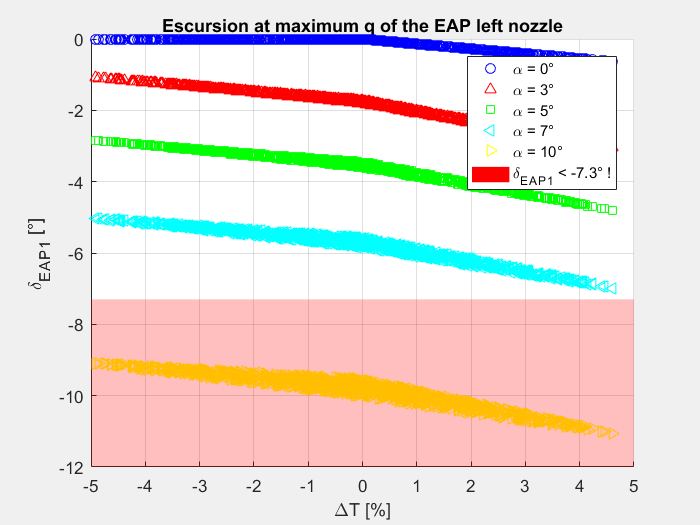 Escursion at maximum q of the EAP left nozzle
0
-2
-4
-6
-8
-10
-12
δEAP1 [°]
α = 0°
α = 3°
α = 5°
α = 7°
α = 10°
δEAP1 < -7.3° !
-5 -4 -3 -2 -1 0 1 2 3 4 5
ΔT [%]